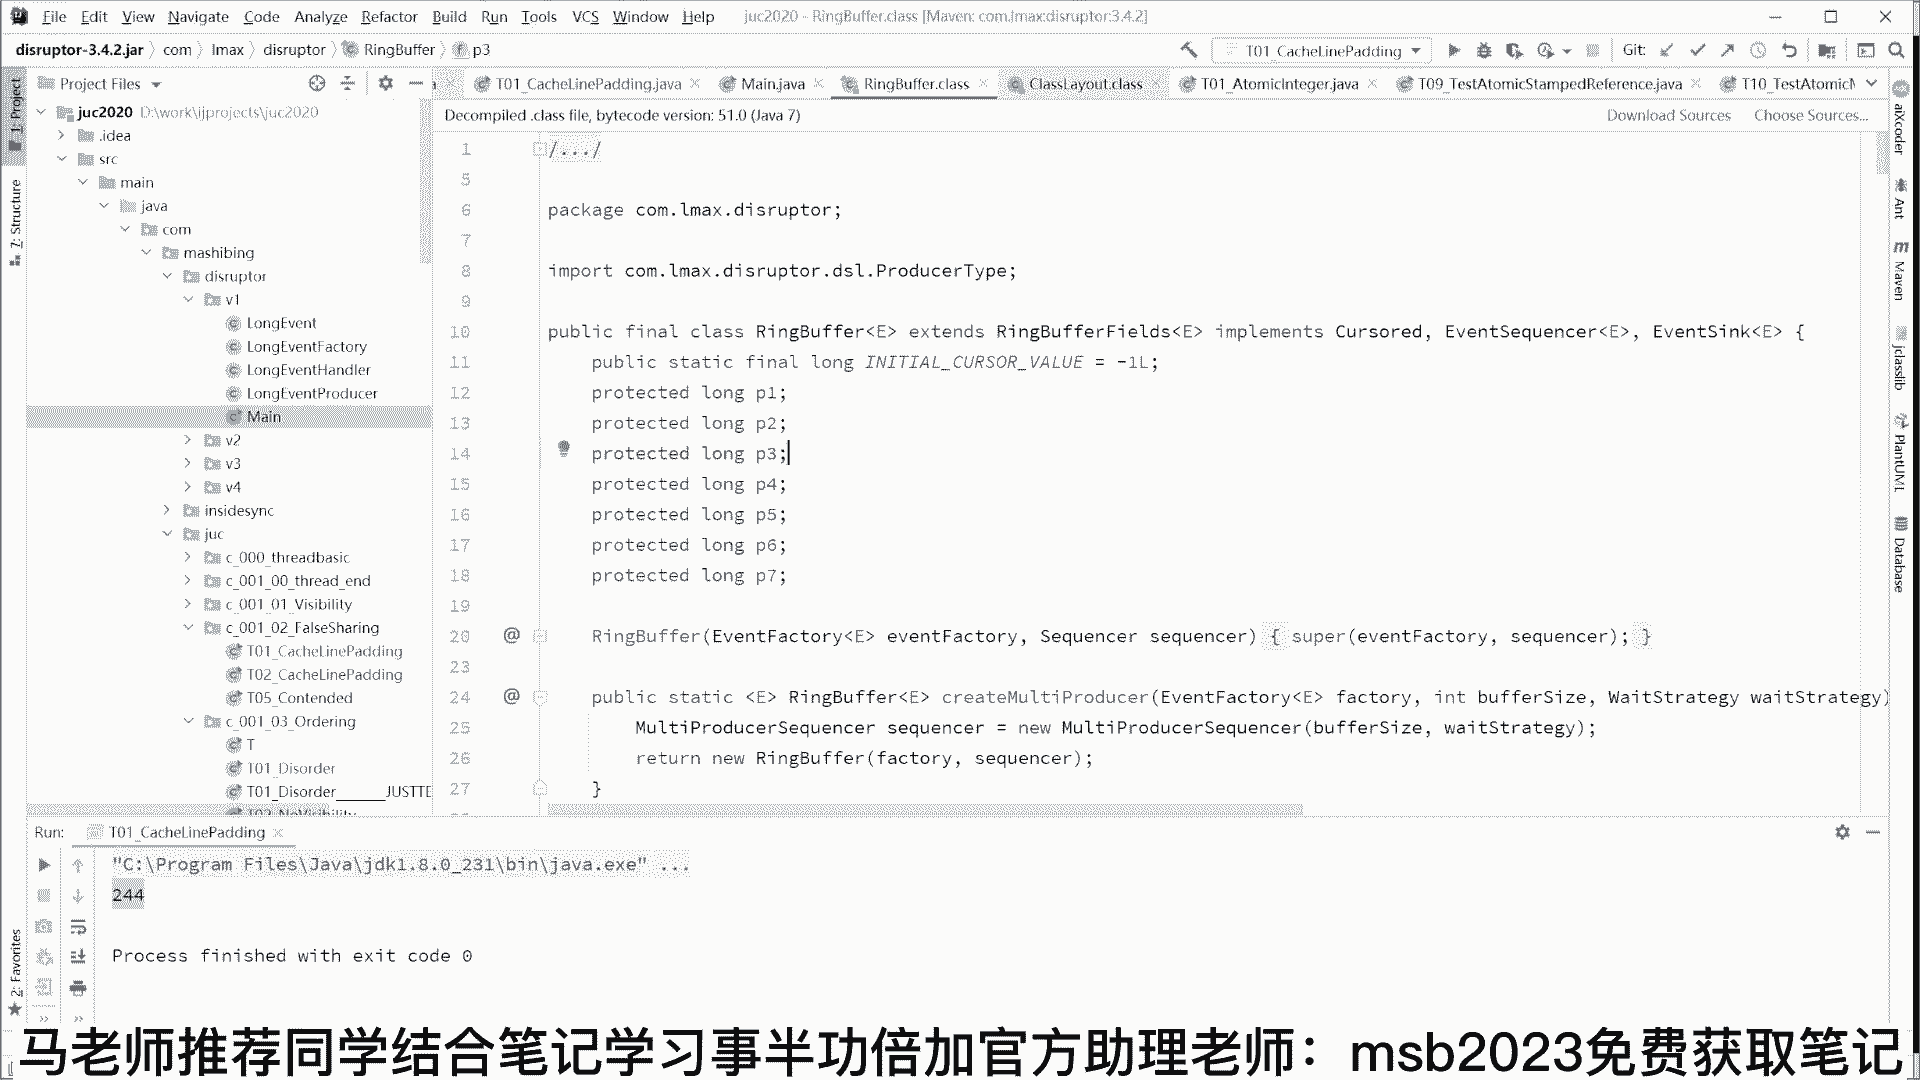 File Edit View Navigate Code Analyze Refactor Build Run Tools VCS Window Help juc2020 - RingBuffer.class [Maven: com.lmax:disruptor:3.4.2]
disruptor-3.4.2.jar com lmax disruptor RingBuffer p3 T01_CacheLinePadding Git:
Project Files T01_CacheLinePadding.java Main.java RingBuffer.class ClassLayout.class T01_AtomicInteger.java T09_TestAtomicStampedReference.java T10_TestAtomic
Decompiled .class file, bytecode version: 51.0 (Java 7) Download Sources Choose Sources...
1: Project
7: Structure
2: Favorites
juc2020 D:\work\ijprojects\juc2020
.idea
src
main
java
com
mashibing
disruptor
v1
LongEvent
LongEventFactory
LongEventHandler
LongEventProducer
Main
v2
v3
v4
insidesync
juc
c_000_threadbasic
c_001_00_thread_end
c_001_01_Visibility
c_001_02_FalseSharing
T01_CacheLinePadding
T02_CacheLinePadding
T05_Contended
c_001_03_Ordering
T
T01_Disorder
T01_Disorder______JUSTTE
1 /.../
5
6 package com.lmax.disruptor;
7
8 import com.lmax.disruptor.dsl.ProducerType;
9
10 public final class RingBuffer<E> extends RingBufferFields<E> implements Cursored, EventSequencer<E>, EventSink<E> {
11 public static final long INITIAL_CURSOR_VALUE = -1L;
12 protected long p1;
13 protected long p2;
14 protected long p3;
15 protected long p4;
16 protected long p5;
17 protected long p6;
18 protected long p7;
19
20 @ RingBuffer(EventFactory<E> eventFactory, Sequencer sequencer) { super(eventFactory, sequencer); }
23
24 @ public static <E> RingBuffer<E> createMultiProducer(EventFactory<E> factory, int bufferSize, WaitStrategy waitStrategy)
25 MultiProducerSequencer sequencer = new MultiProducerSequencer(bufferSize, waitStrategy);
26 return new RingBuffer(factory, sequencer);
27 }
aiXcoder
Ant
Maven
jclasslib
PlantUML
Database
Run: T01_CacheLinePadding
"C:\Program Files\Java\jdk1.8.0_231\bin\java.exe" ...
244
Process finished with exit code 0
马老师推荐同学结合笔记学习事半功倍加官方助理老师：msb2023免费获取笔记